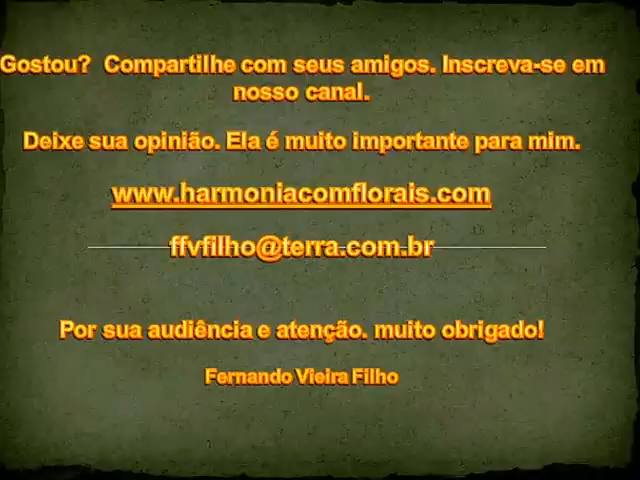 Gostou?  Compartilhe com seus amigos. Inscreva-se em
nosso canal.
Deixe sua opinião. Ela é muito importante para mim.
www.harmoniacomflorais.com
ffvfilho@terra.com.br
Por sua audiência e atenção. muito obrigado!
Fernando Vieira Filho